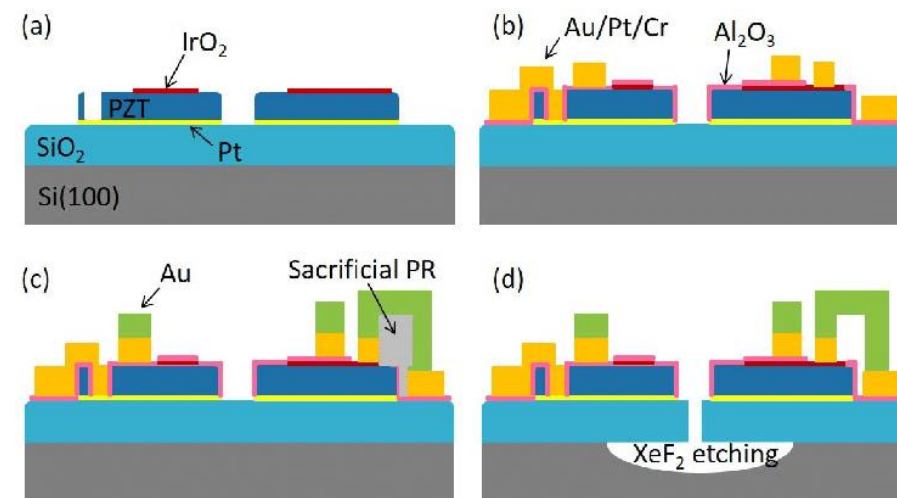 (a)
IrO₂
PZT
Pt
SiO₂
Si(100)
(b)
Au/Pt/Cr
Al₂O₃
(c)
Au
Sacrificial PR
(d)
XeF₂ etching